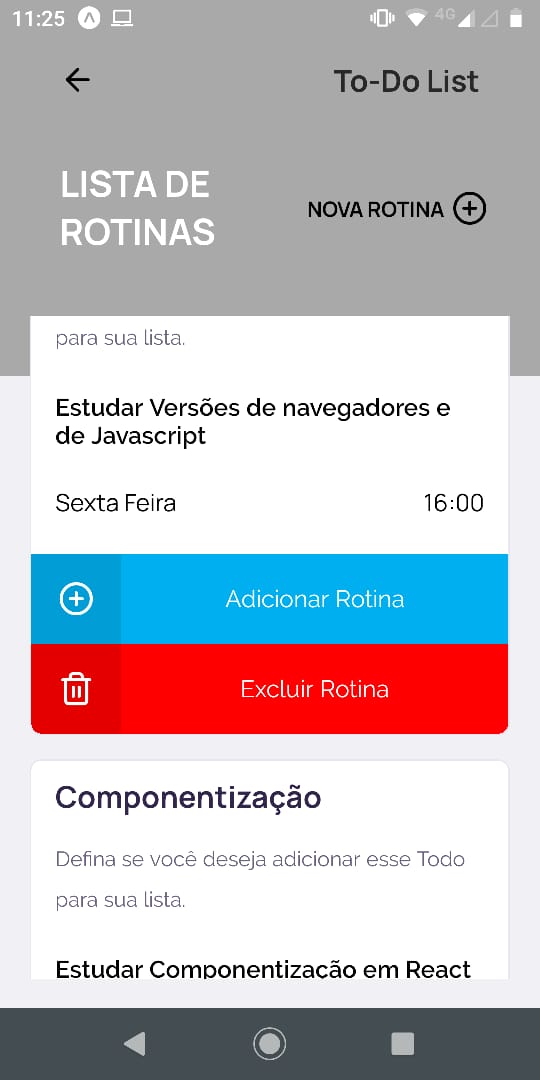 11:25
4G
To-Do List
LISTA DE
ROTINAS
NOVA ROTINA
para sua lista.
Estudar Versões de navegadores e
de Javascript
Sexta Feira
16:00
Adicionar Rotina
Excluir Rotina
Componentização
Defina se você deseja adicionar esse Todo
para sua lista.
Estudar Componentização em React